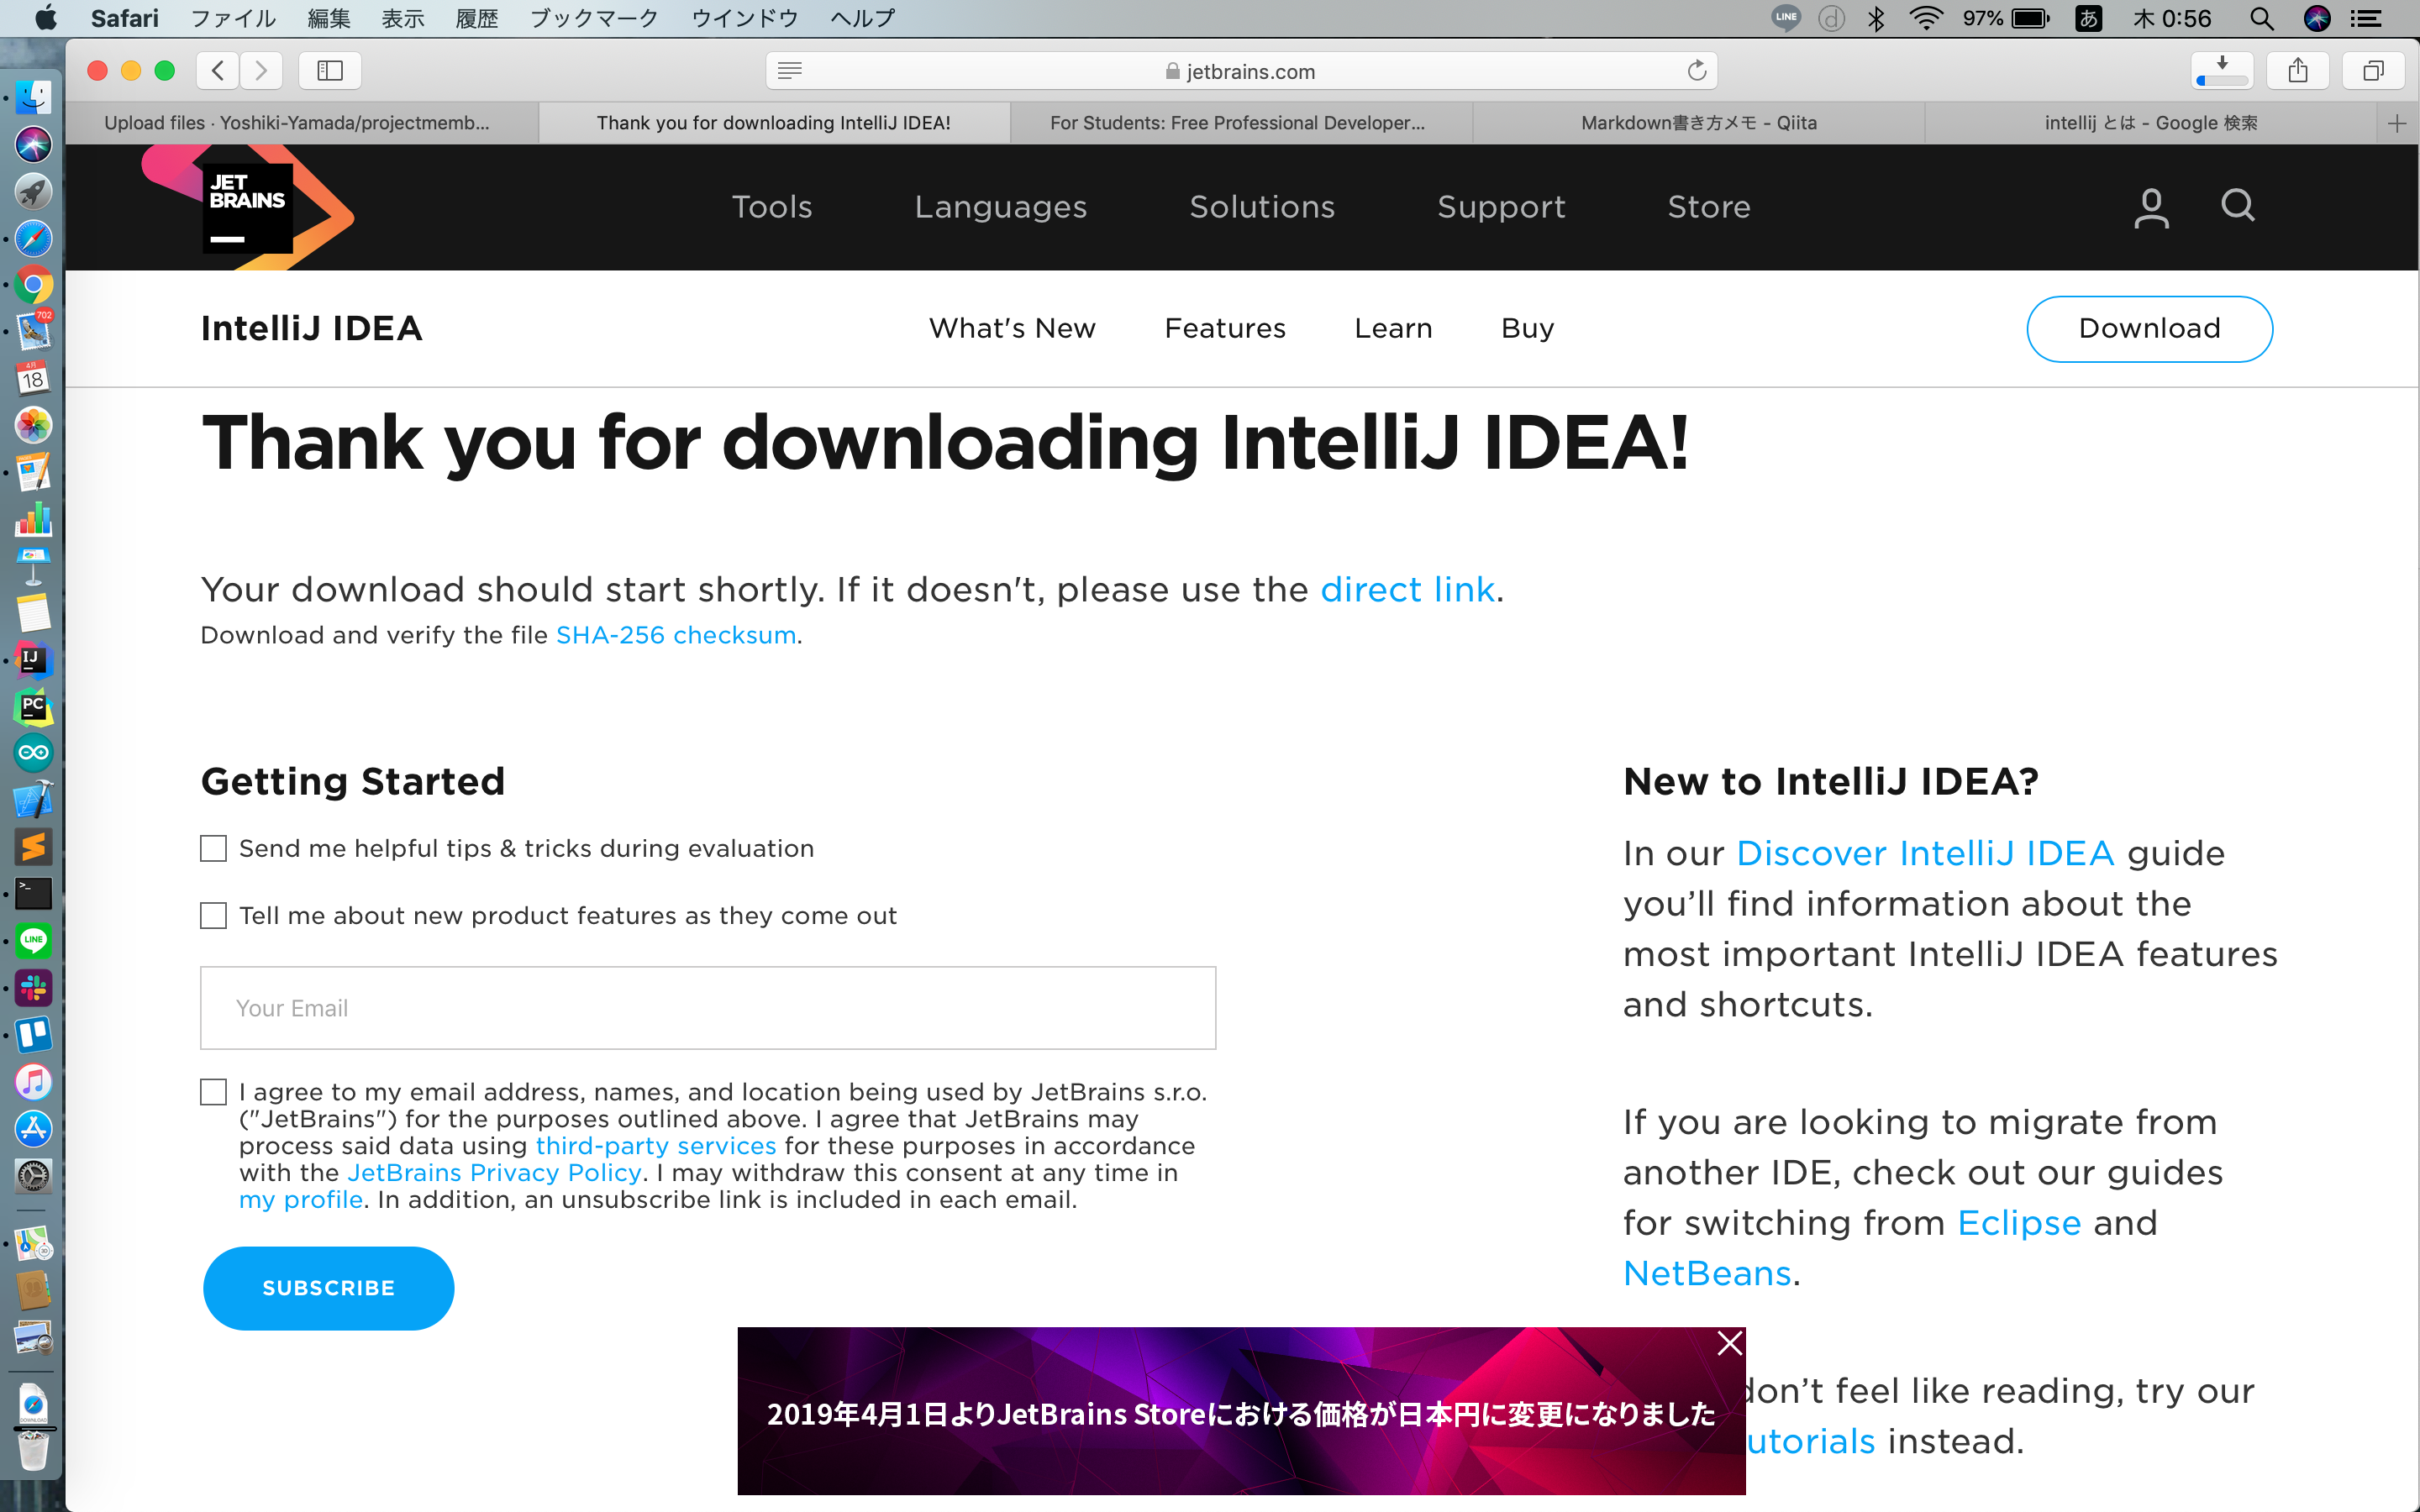 Safari ファイル 編集 表示 履歴 ブックマーク ウインドウ ヘルプ LINE d 97% あ 木 0:56
jetbrains.com
Upload files · Yoshiki-Yamada/projectmemb... Thank you for downloading IntelliJ IDEA! For Students: Free Professional Developer... Markdown書き方メモ - Qiita intellij とは - Google 検索
JET
BRAINS
Tools Languages Solutions Support Store
IntelliJ IDEA What's New Features Learn Buy Download
Thank you for downloading IntelliJ IDEA!
Your download should start shortly. If it doesn't, please use the direct link.
Download and verify the file SHA-256 checksum.
Getting Started
Send me helpful tips & tricks during evaluation
Tell me about new product features as they come out
Your Email
I agree to my email address, names, and location being used by JetBrains s.r.o.
("JetBrains") for the purposes outlined above. I agree that JetBrains may
process said data using third-party services for these purposes in accordance
with the JetBrains Privacy Policy. I may withdraw this consent at any time in
my profile. In addition, an unsubscribe link is included in each email.
SUBSCRIBE
New to IntelliJ IDEA?
In our Discover IntelliJ IDEA guide
you’ll find information about the
most important IntelliJ IDEA features
and shortcuts.
If you are looking to migrate from
another IDE, check out our guides
for switching from Eclipse and
NetBeans.
don’t feel like reading, try our
utorials instead.
2019年4月1日よりJetBrains Storeにおける価格が日本円に変更になりました
702
4月
18
IJ
PC
LINE